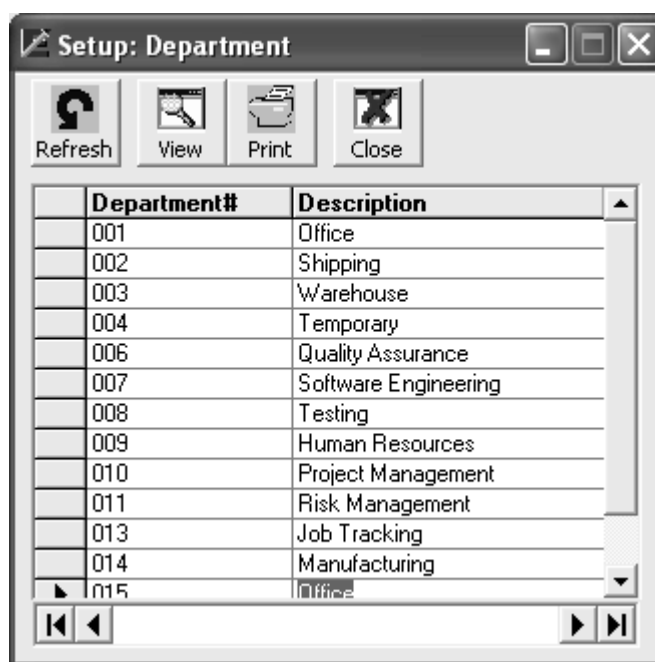 Setup: Department
Refresh View Print Close
Department# Description
001 Office
002 Shipping
003 Warehouse
004 Temporary
006 Quality Assurance
007 Software Engineering
008 Testing
009 Human Resources
010 Project Management
011 Risk Management
013 Job Tracking
014 Manufacturing
015 Office